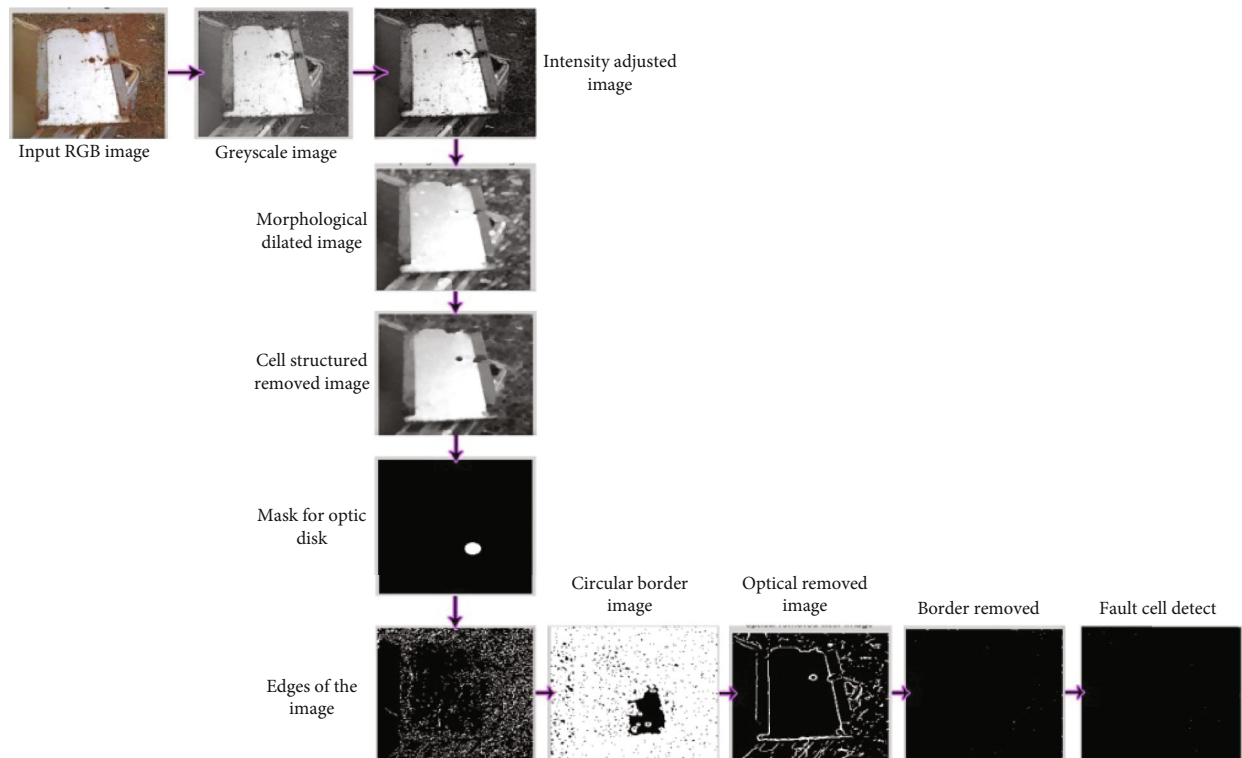 Input RGB image
Greyscale image
Intensity adjusted
image
Morphological
dilated image
Cell structured
removed image
Mask for optic
disk
Edges of the
image
Circular border
image
Optical removed
image
Border removed
Fault cell detect